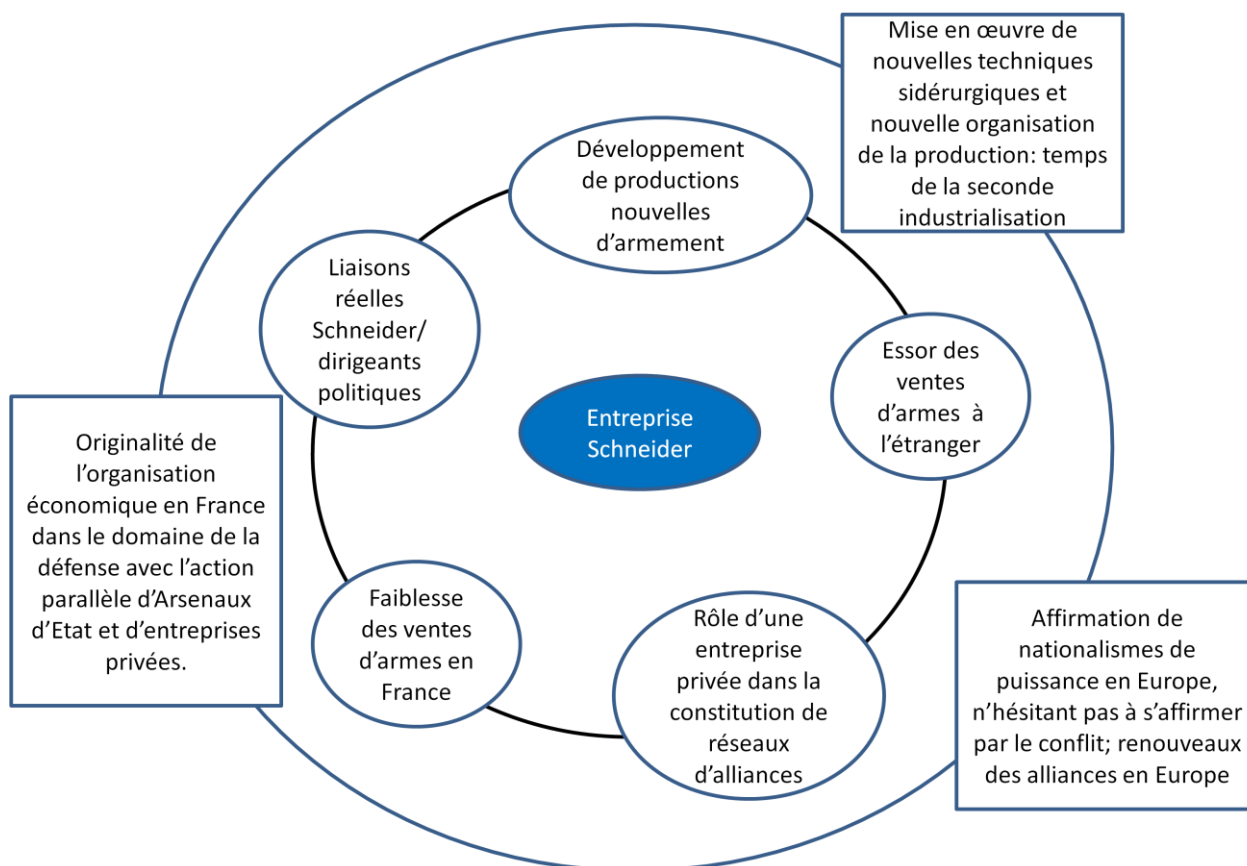 Mise en œuvre de
nouvelles techniques
sidérurgiques et
nouvelle organisation
de la production: temps
de la seconde
industrialisation
Développement
de productions
nouvelles
d’armement
Liaisons
réelles
Schneider/
dirigeants
politiques
Essor des
ventes
d’armes à
l’étranger
Entreprise
Schneider
Originalité de
l’organisation
économique en France
dans le domaine de la
défense avec l’action
parallèle d’Arsenaux
d’Etat et d’entreprises
privées.
Faiblesse
des ventes
d’armes en
France
Rôle d’une
entreprise
privée dans la
constitution de
réseaux
d’alliances
Affirmation de
nationalismes de
puissance en Europe,
n’hésitant pas à s’affirmer
par le conflit; renouveaux
des alliances en Europe